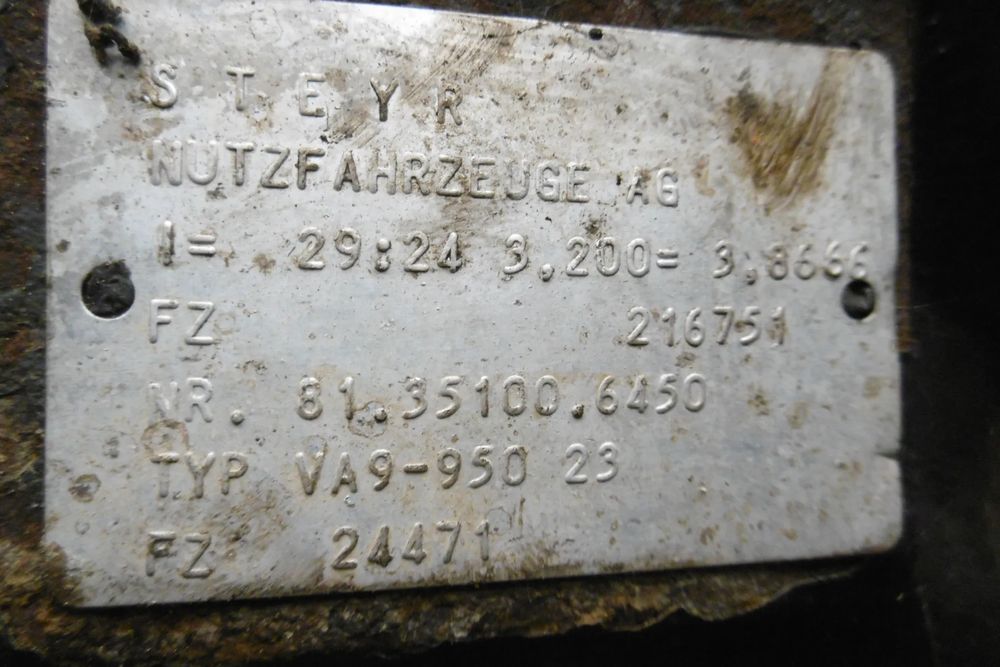 S T E Y R
NUTZFAHRZEUGE AG
I= 29:24 3,200= 3,8666
FZ 216751
NR. 81.35100.6450
TYP VA9-950 23
FZ 24471